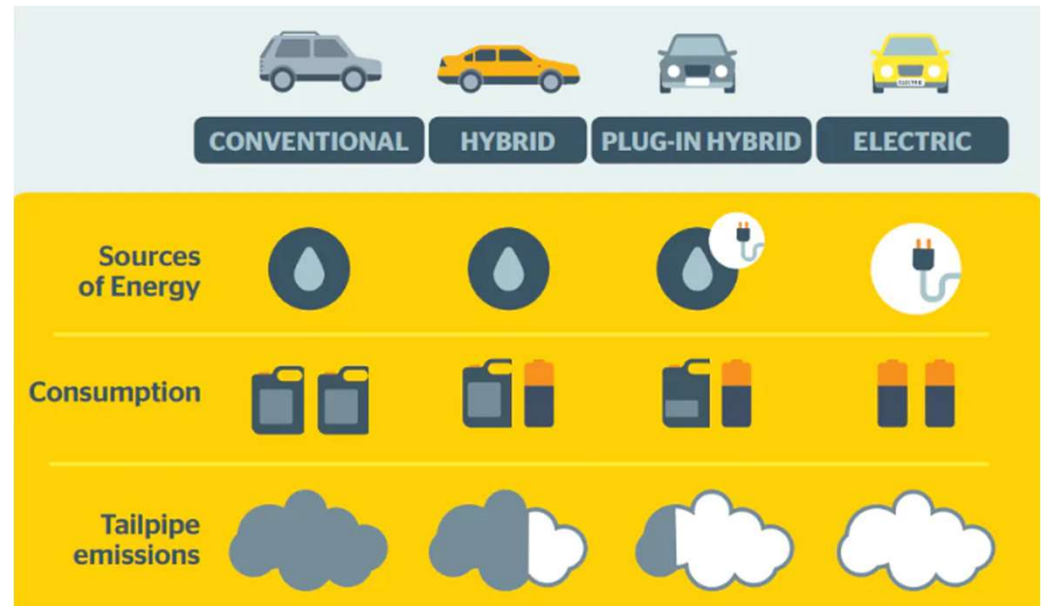 CONVENTIONAL
HYBRID
PLUG-IN HYBRID
ELECTRIC
Sources
of Energy
Consumption
Tailpipe
emissions